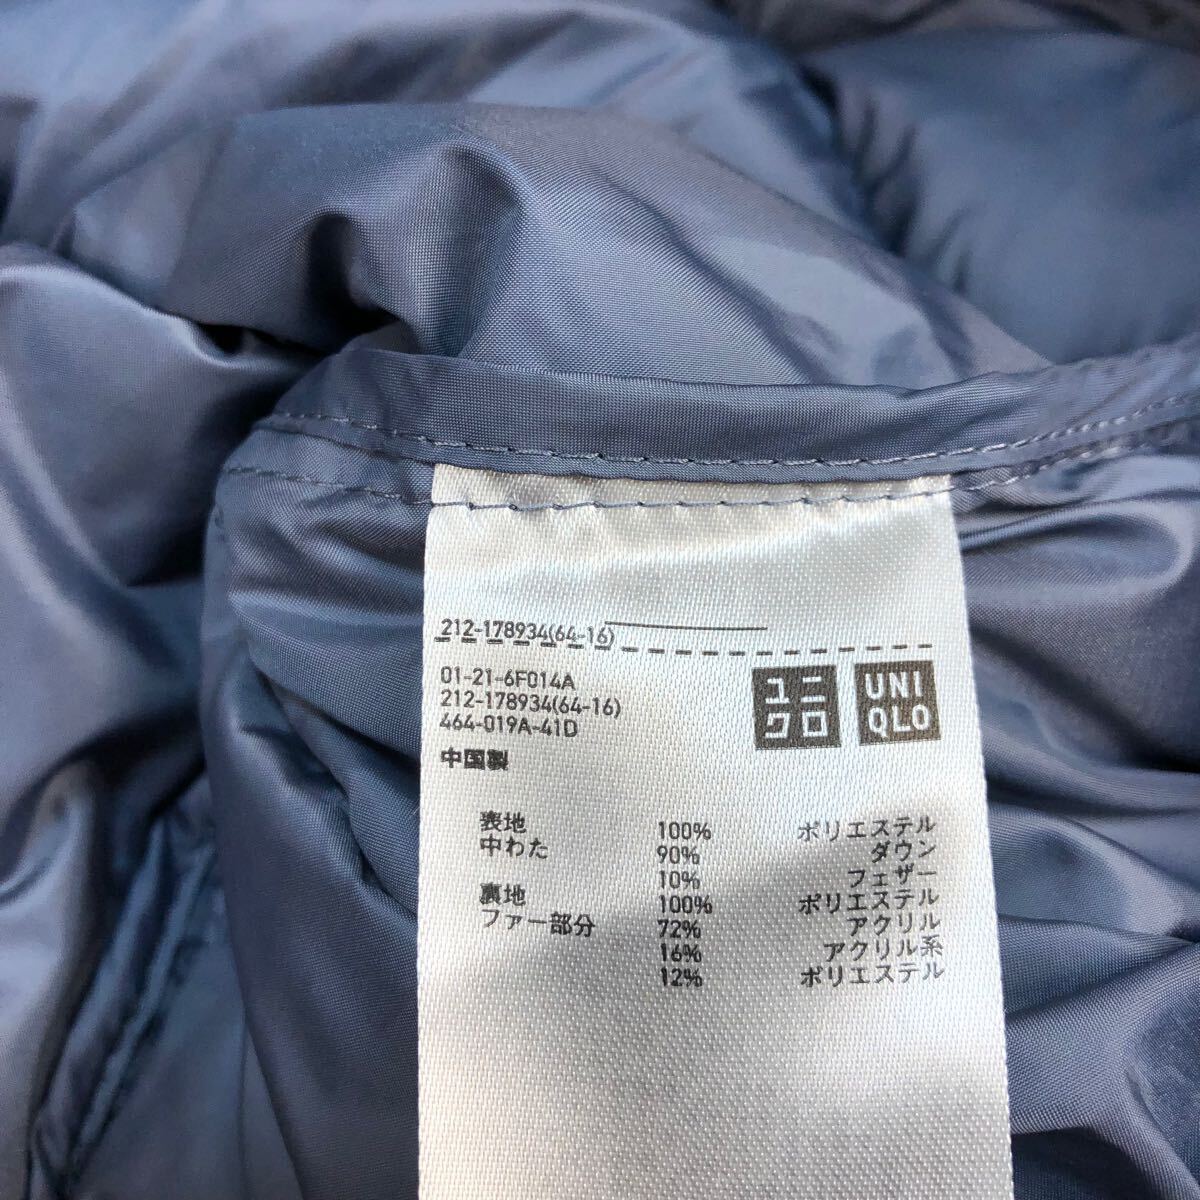 212-178934(64-16)
01-21-6F014A
212-178934(64-16)
464-019A-41D
中国製
ユニ
クロ
UNI
QLO
表地 100% ポリエステル
中わた 90% ダウン
10% フェザー
裏地 100% ポリエステル
ファー部分 72% アクリル
16% アクリル系
12% ポリエステル